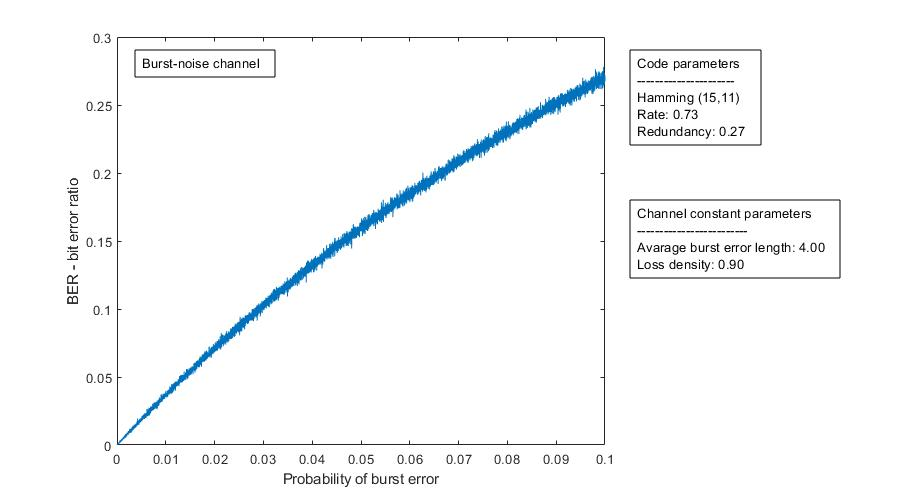 Burst-noise channel
BER - bit error ratio
0.3
0.25
0.2
0.15
0.1
0.05
0
0 0.01 0.02 0.03 0.04 0.05 0.06 0.07 0.08 0.09 0.1
Probability of burst error
Code parameters
----------------------
Hamming (15,11)
Rate: 0.73
Redundancy: 0.27
Channel constant parameters
-------------------------
Avarage burst error length: 4.00
Loss density: 0.90